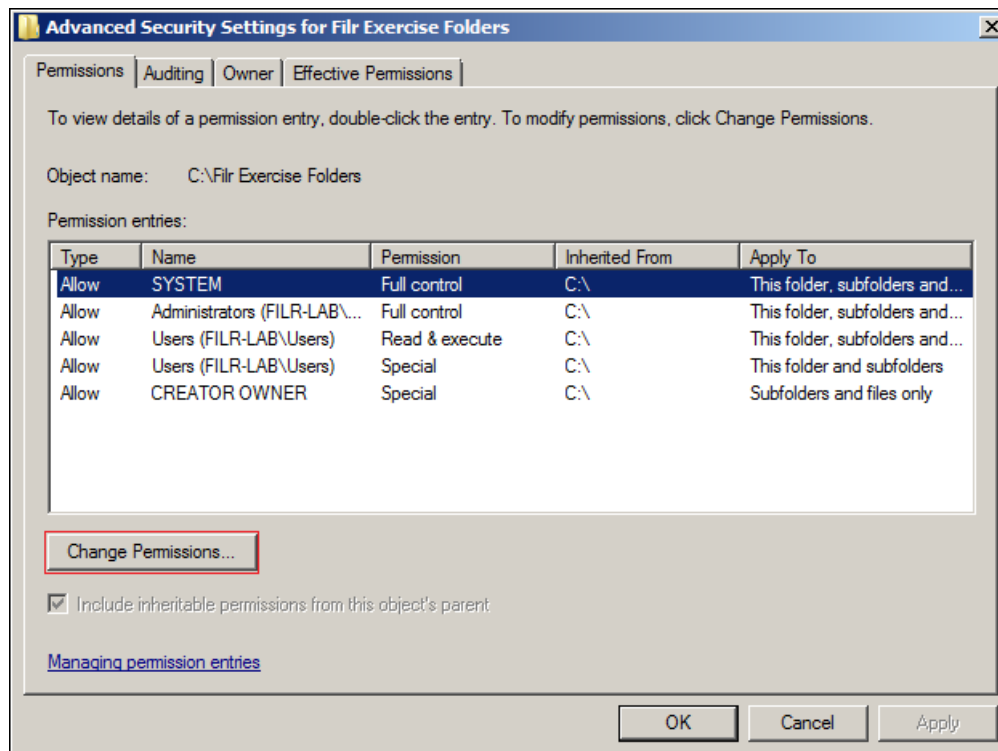 Advanced Security Settings for Filr Exercise Folders
Permissions Auditing Owner Effective Permissions
To view details of a permission entry, double-click the entry. To modify permissions, click Change Permissions.
Object name: C:\Filr Exercise Folders
Permission entries:
Type Name Permission Inherited From Apply To
Allow SYSTEM Full control C:\ This folder, subfolders and...
Allow Administrators (FILR-LAB\... Full control C:\ This folder, subfolders and...
Allow Users (FILR-LAB\Users) Read & execute C:\ This folder, subfolders and...
Allow Users (FILR-LAB\Users) Special C:\ This folder and subfolders
Allow CREATOR OWNER Special C:\ Subfolders and files only
Change Permissions...
Include inheritable permissions from this object's parent
Managing permission entries
OK Cancel Apply